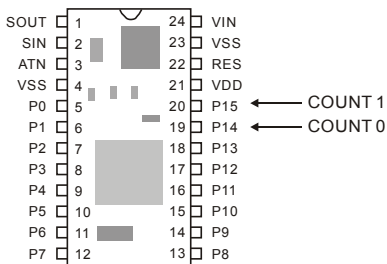 SOUT 1 24 VIN
SIN 2 23 VSS
ATN 3 22 RES
VSS 4 21 VDD
P0 5 20 P15 COUNT 1
P1 6 19 P14 COUNT 0
P2 7 18 P13
P3 8 17 P12
P4 9 16 P11
P5 10 15 P10
P6 11 14 P9
P7 12 13 P8